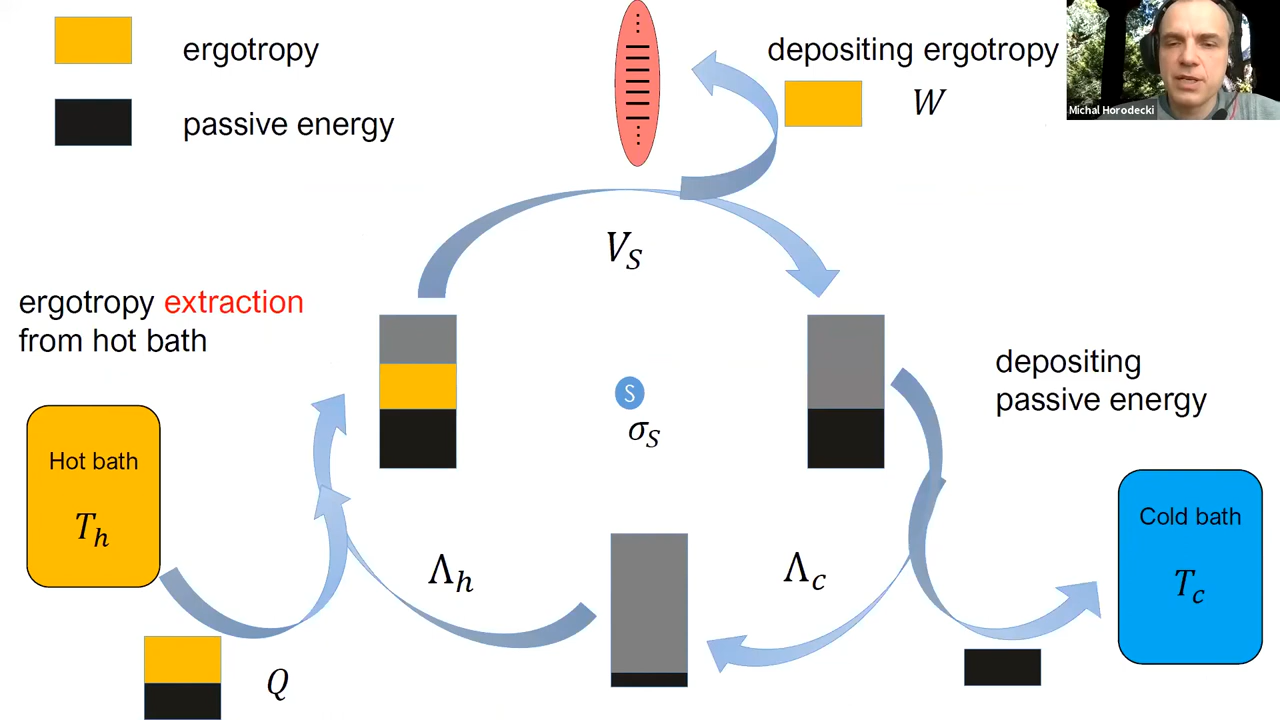 ergotropy
passive energy
depositing ergotropy
W
Michal Horodecki
V_S
ergotropy extraction
from hot bath
S
σ_S
depositing
passive energy
Hot bath
T_h
Cold bath
T_c
Λ_h
Λ_c
Q